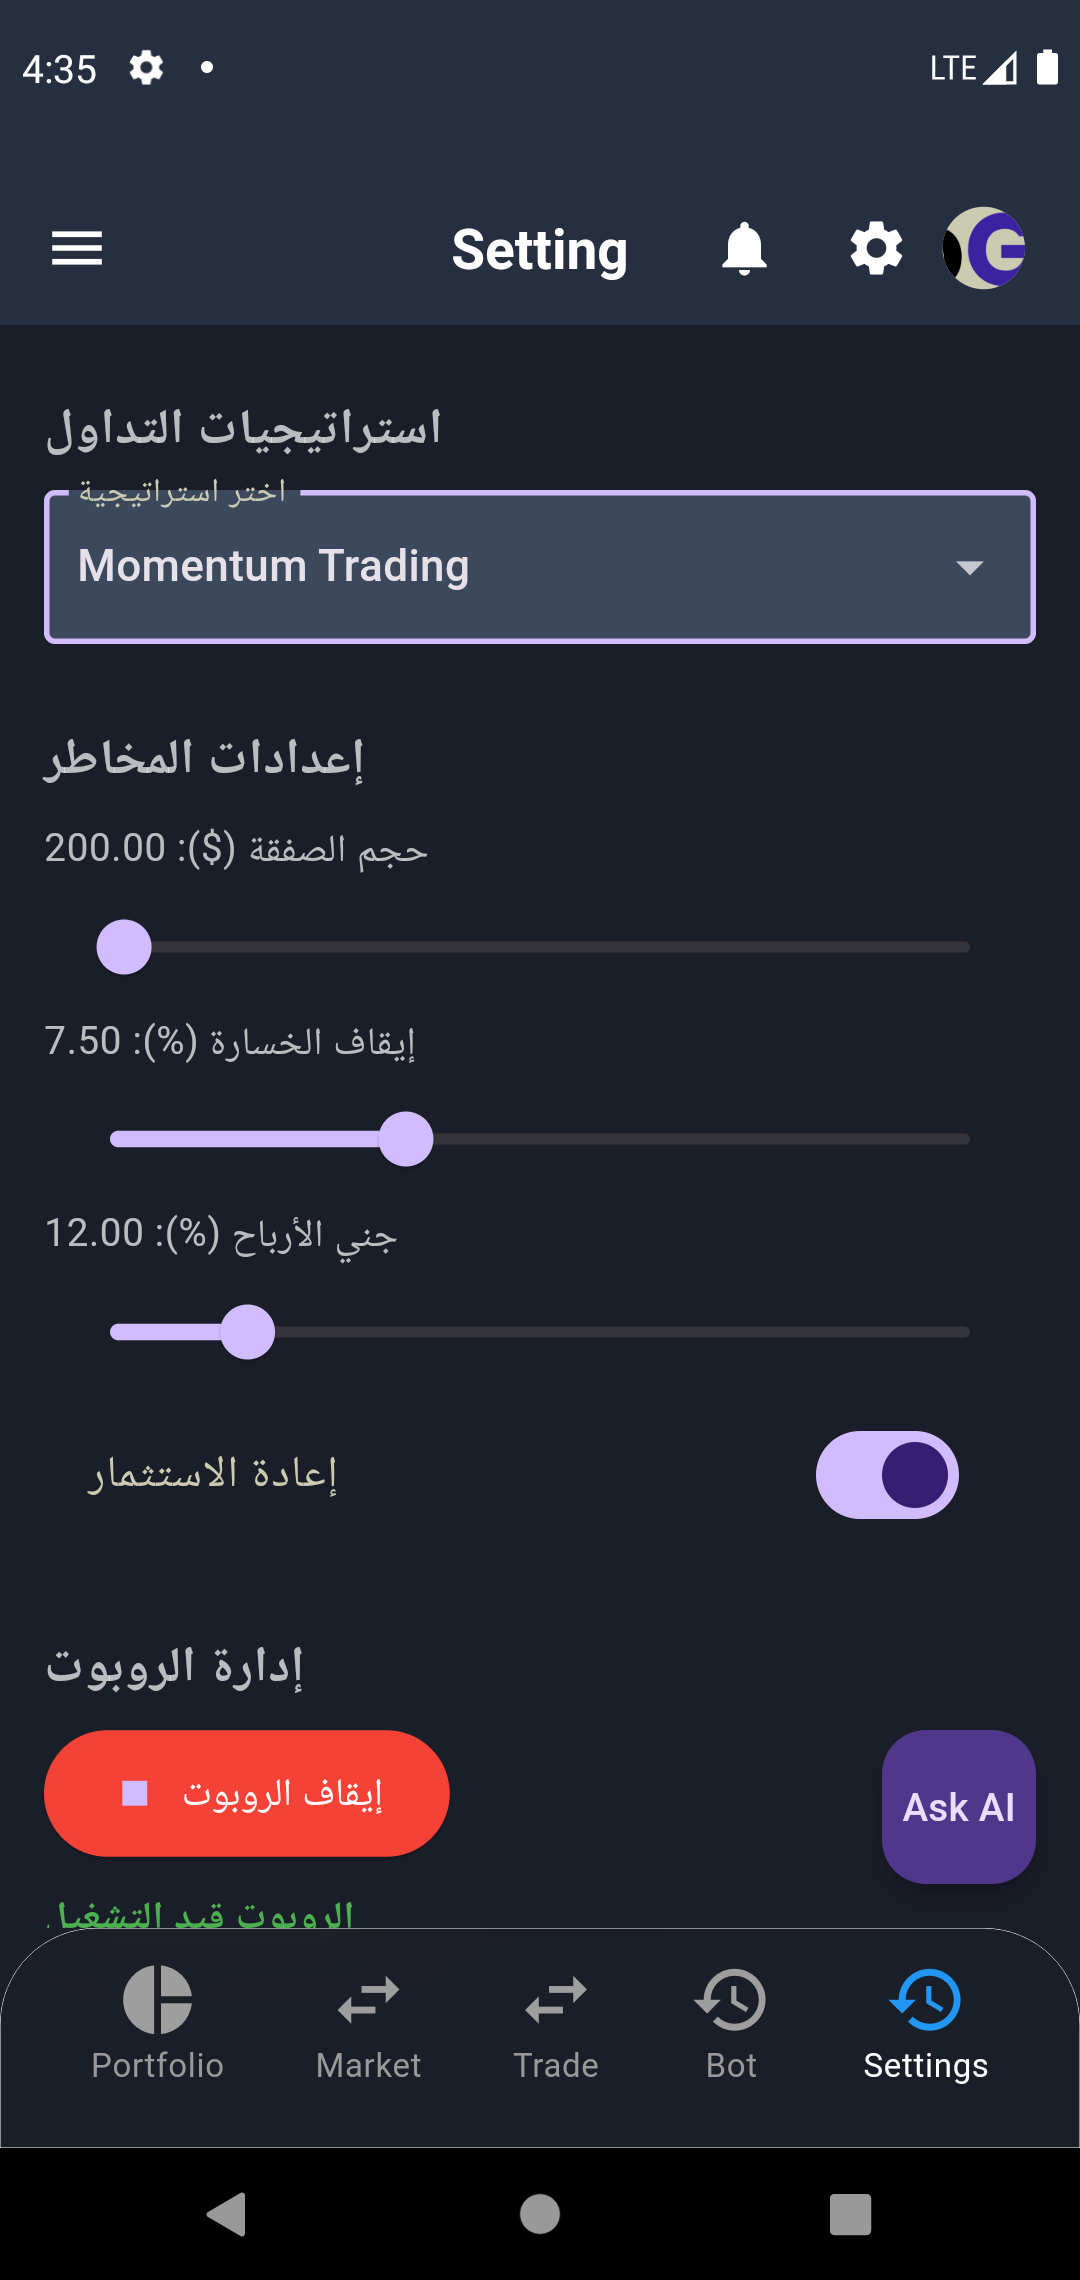 4:35
LTE
Setting
استراتيجيات التداول
اختر استراتيجية
Momentum Trading
إعدادات المخاطر
حجم الصفقة ($): 200.00
إيقاف الخسارة (%): 7.50
جني الأرباح (%): 12.00
إعادة الاستثمار
إدارة الروبوت
إيقاف الروبوت
Ask AI
الروبوت قيد التشغيل
Portfolio
Market
Trade
Bot
Settings